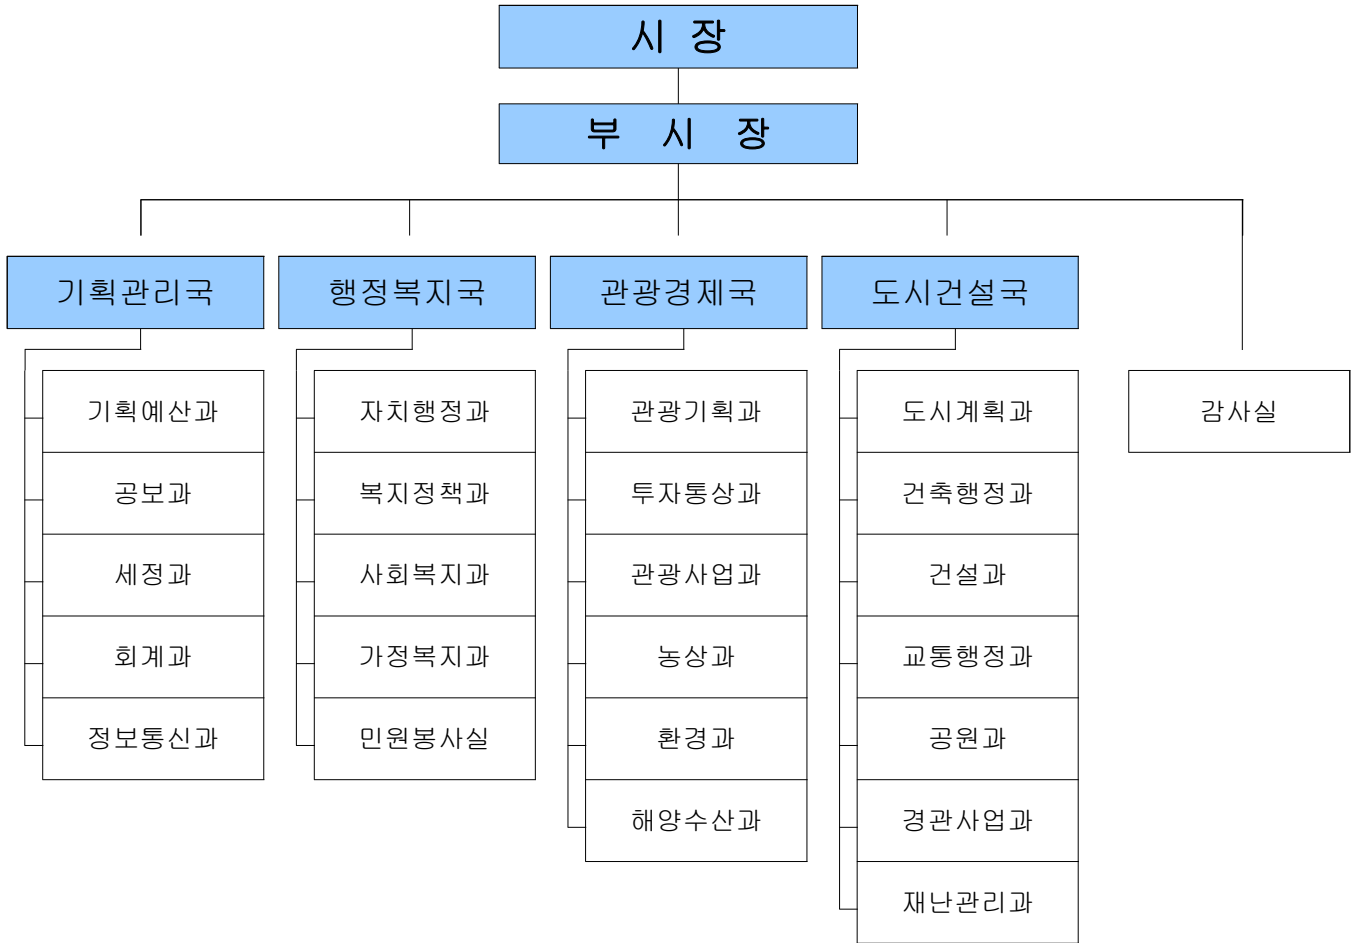 시 장
부 시 장
기획관리국
행정복지국
관광경제국
도시건설국
기획예산과
공보과
세정과
회계과
정보통신과
자치행정과
복지정책과
사회복지과
가정복지과
민원봉사실
관광기획과
투자통상과
관광사업과
농상과
환경과
해양수산과
도시계획과
건축행정과
건설과
교통행정과
공원과
경관사업과
재난관리과
감사실